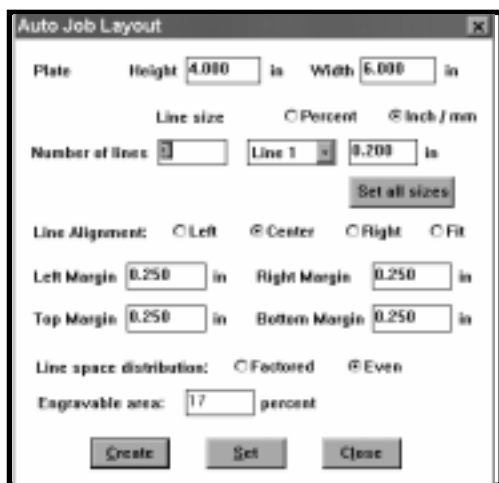 Auto Job Layout
Plate Height 4.000 in Width 6.000 in
Line size Percent Inch / mm
Number of lines Line 1 0.200 in
Set all sizes
Line Alignment: Left Center Right Fit
Left Margin 0.250 in Right Margin 0.250 in
Top Margin 0.250 in Bottom Margin 0.250 in
Line space distribution: Factored Even
Engravable area: 17 percent
Create Set Close